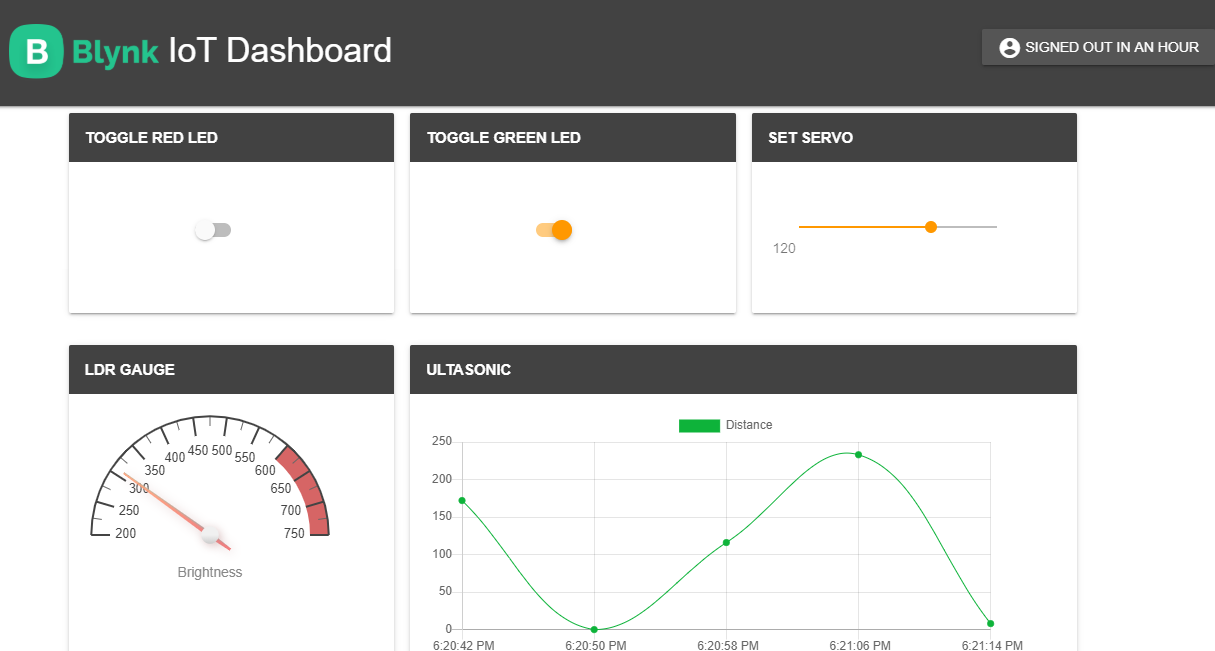 B Blynk IoT Dashboard
SIGNED OUT IN AN HOUR
TOGGLE RED LED
TOGGLE GREEN LED
SET SERVO
120
LDR GAUGE
200
250
300
350
400
450
500
550
600
650
700
750
Brightness
ULTASONIC
Distance
250
200
150
100
50
0
6:20:42 PM 6:20:50 PM 6:20:58 PM 6:21:06 PM 6:21:14 PM